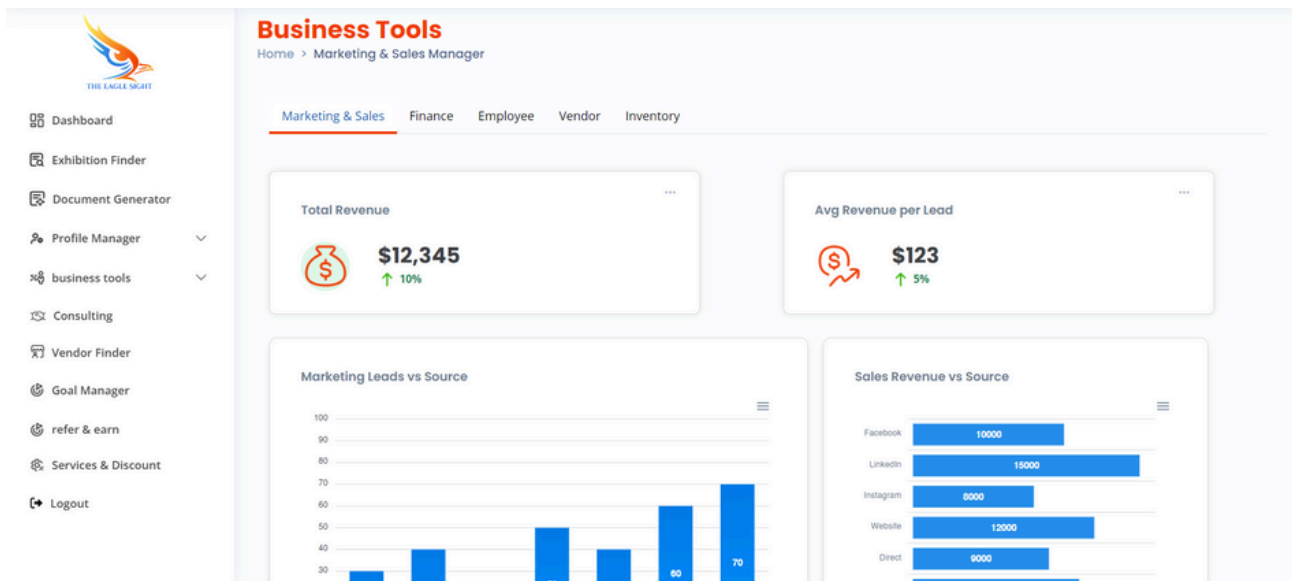 THE EAGLE SIGHT
Dashboard
Exhibition Finder
Document Generator
Profile Manager
business tools
Consulting
Vendor Finder
Goal Manager
refer & earn
Services & Discount
Logout
Business Tools
Home > Marketing & Sales Manager
Marketing & Sales Finance Employee Vendor Inventory
Total Revenue
$12,345
10%
Avg Revenue per Lead
$123
5%
Marketing Leads vs Source
100
90
80
70
60
50
40
30
60
70
Sales Revenue vs Source
Facebook 10000
LinkedIn 15000
Instagram 8000
Website 12000
Direct 9000